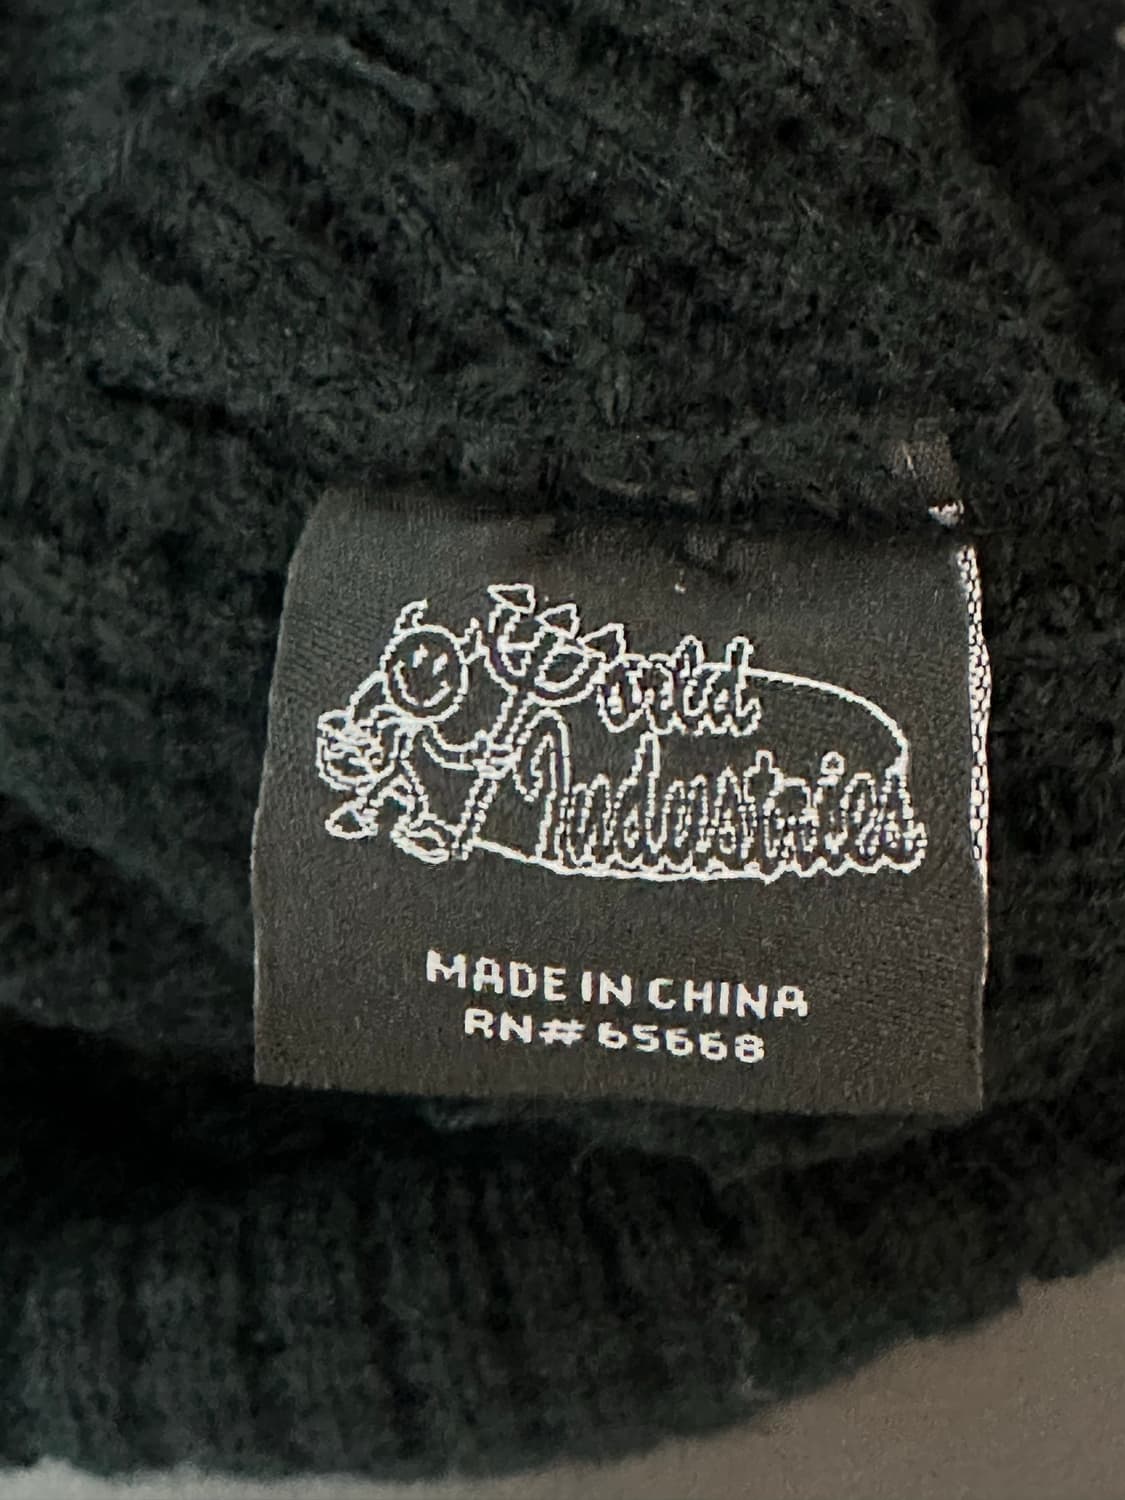 World
Industries
MADE IN CHINA
RN# 65668